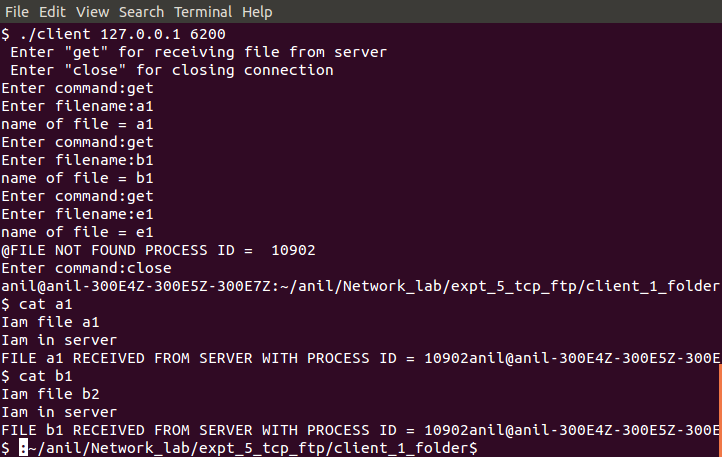 File Edit View Search Terminal Help
$ ./client 127.0.0.1 6200
Enter "get" for receiving file from server
Enter "close" for closing connection
Enter command:get
Enter filename:a1
name of file = a1
Enter command:get
Enter filename:b1
name of file = b1
Enter command:get
Enter filename:e1
name of file = e1
@FILE NOT FOUND PROCESS ID =  10902
Enter command:close
anil@anil-300E4Z-300E5Z-300E7Z:~/anil/Network_lab/expt_5_tcp_ftp/client_1_folder
$ cat a1
Iam file a1
Iam in server
FILE a1 RECEIVED FROM SERVER WITH PROCESS ID = 10902anil@anil-300E4Z-300E5Z-300E
$ cat b1
Iam file b2
Iam in server
FILE b1 RECEIVED FROM SERVER WITH PROCESS ID = 10902anil@anil-300E4Z-300E5Z-300E
$ :~/anil/Network_lab/expt_5_tcp_ftp/client_1_folder$